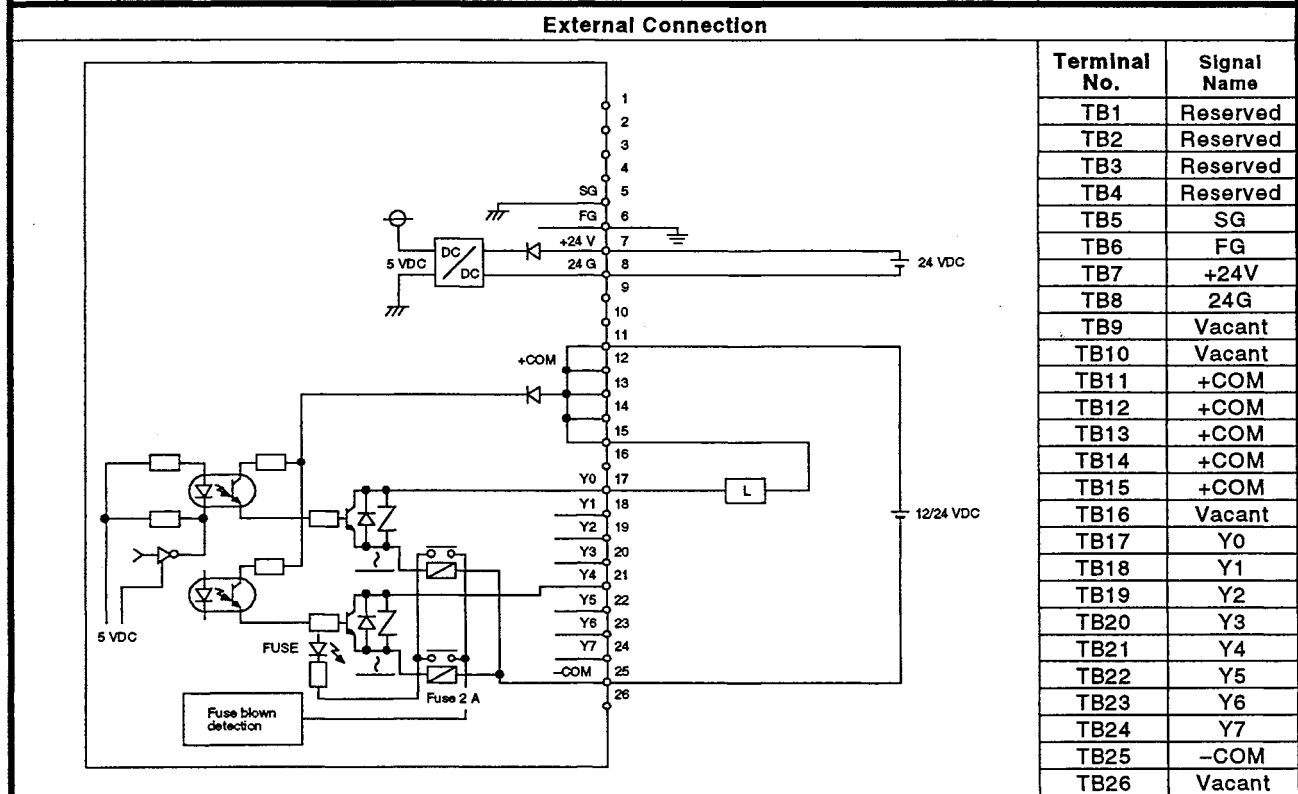 External Connection
1
2
3
4
SG 5
FG 6
+24 V 7
24 G 8
9
10
11
12
13
14
15
16
Y0 17
Y1 18
Y2 19
Y3 20
Y4 21
Y5 22
Y6 23
Y7 24
–COM 25
26
5 VDC
DC
DC
24 VDC
+COM
L
12/24 VDC
5 VDC
FUSE
Fuse 2 A
Fuse blown
detection
Terminal No. Signal Name
TB1 Reserved
TB2 Reserved
TB3 Reserved
TB4 Reserved
TB5 SG
TB6 FG
TB7 +24V
TB8 24G
TB9 Vacant
TB10 Vacant
TB11 +COM
TB12 +COM
TB13 +COM
TB14 +COM
TB15 +COM
TB16 Vacant
TB17 Y0
TB18 Y1
TB19 Y2
TB20 Y3
TB21 Y4
TB22 Y5
TB23 Y6
TB24 Y7
TB25 –COM
TB26 Vacant